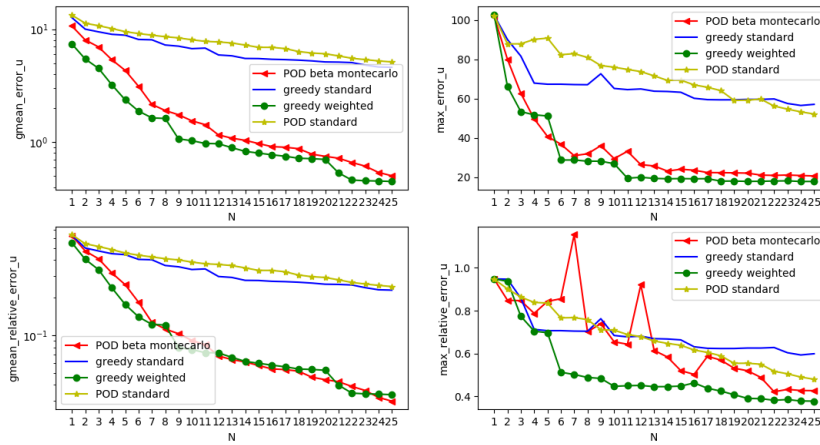 gmean_error_u
10¹
10⁰
POD beta montecarlo
greedy standard
greedy weighted
POD standard
1 2 3 4 5 6 7 8 9 10 11 12 13 14 15 16 17 18 19 20 21 22 23 24 25
N
max_error_u
100
80
60
40
20
POD beta montecarlo
greedy standard
greedy weighted
POD standard
1 2 3 4 5 6 7 8 9 10 11 12 13 14 15 16 17 18 19 20 21 22 23 24 25
N
gmean_relative_error_u
10⁻¹
POD beta montecarlo
greedy standard
greedy weighted
POD standard
1 2 3 4 5 6 7 8 9 10 11 12 13 14 15 16 17 18 19 20 21 22 23 24 25
N
max_relative_error_u
1.0
0.8
0.6
0.4
POD beta montecarlo
greedy standard
greedy weighted
POD standard
1 2 3 4 5 6 7 8 9 10 11 12 13 14 15 16 17 18 19 20 21 22 23 24 25
N